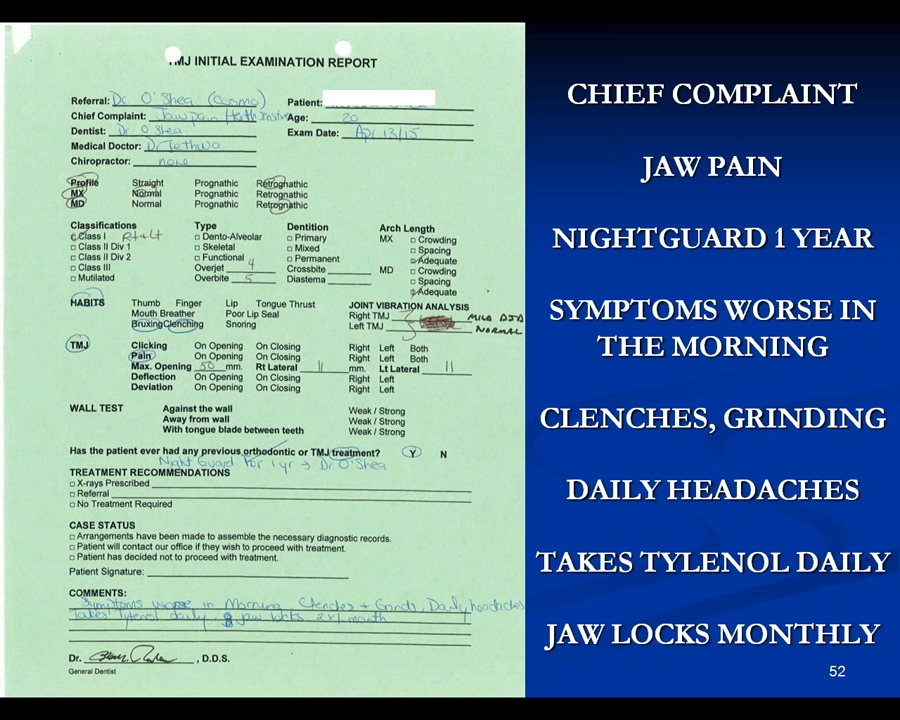 TMJ INITIAL EXAMINATION REPORT
Referral: Dr O'Shea (Cosmo) Patient:
Chief Complaint: Jaw pain / teeth Age: 20
Dentist: Dr O'Shea Exam Date: Apr 13/15
Medical Doctor: Dr Jethwa
Chiropractor: none
Profile Straight Prognathic Retrognathic
MX Normal Prognathic Retrognathic
MD Normal Prognathic Retrognathic
Classifications Type Dentition Arch Length
□ Class I Rt + Lt □ Dento-Alveolar □ Primary MX □ Crowding
□ Class II Div 1 □ Skeletal □ Mixed □ Spacing
□ Class II Div 2 □ Functional □ Permanent □ Adequate
□ Class III Overjet 4 Crossbite MD □ Crowding
□ Mutilated Overbite 5 Diastema □ Spacing
□ Adequate
HABITS Thumb Finger Lip Tongue Thrust JOINT VIBRATION ANALYSIS
Mouth Breather Poor Lip Seal Right TMJ MILD DJD
Bruxing Clenching Snoring Left TMJ NORMAL
TMJ Clicking On Opening On Closing Right Left Both
Pain On Opening On Closing Right Left Both
Max. Opening 50 mm. Rt Lateral 11 mm. Lt Lateral 11
Deflection On Opening On Closing Right Left
Deviation On Opening On Closing Right Left
WALL TEST Against the wall Weak / Strong
Away from wall Weak / Strong
With tongue blade between teeth Weak / Strong
Has the patient ever had any previous orthodontic or TMJ treatment? Y N
Night Guard for 1 yr → Dr O'Shea
TREATMENT RECOMMENDATIONS
□ X-rays Prescribed
□ Referral
□ No Treatment Required
CASE STATUS
□ Arrangements have been made to assemble the necessary diagnostic records.
□ Patient will contact our office if they wish to proceed with treatment.
□ Patient has decided not to proceed with treatment.
Patient Signature:
COMMENTS:
Symptoms worse in Morning Clenches + Grinds, Daily headaches
Takes Tylenol daily jaw locks 2x/month
Dr. , D.D.S.
General Dentist
CHIEF COMPLAINT
JAW PAIN
NIGHTGUARD 1 YEAR
SYMPTOMS WORSE IN
THE MORNING
CLENCHES, GRINDING
DAILY HEADACHES
TAKES TYLENOL DAILY
JAW LOCKS MONTHLY
52